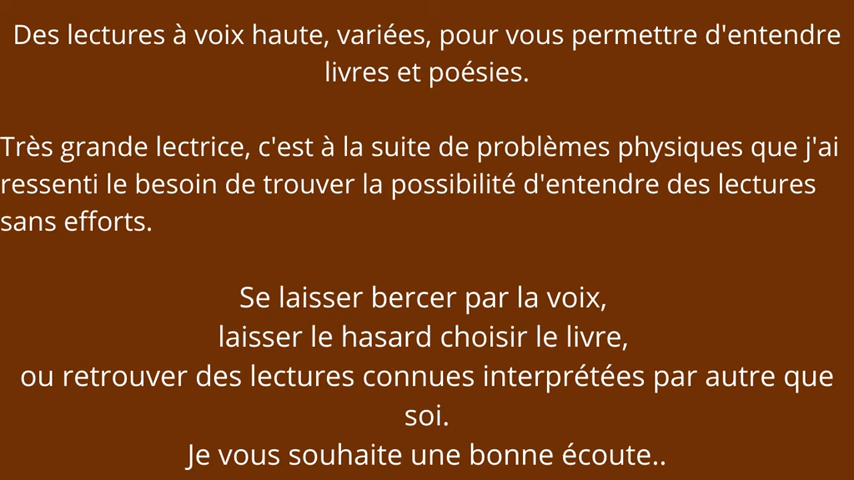 Des lectures à voix haute, variées, pour vous permettre d'entendre
livres et poésies.
Très grande lectrice, c'est à la suite de problèmes physiques que j'ai
ressenti le besoin de trouver la possibilité d'entendre des lectures
sans efforts.
Se laisser bercer par la voix,
laisser le hasard choisir le livre,
ou retrouver des lectures connues interprétées par autre que
soi.
Je vous souhaite une bonne écoute..